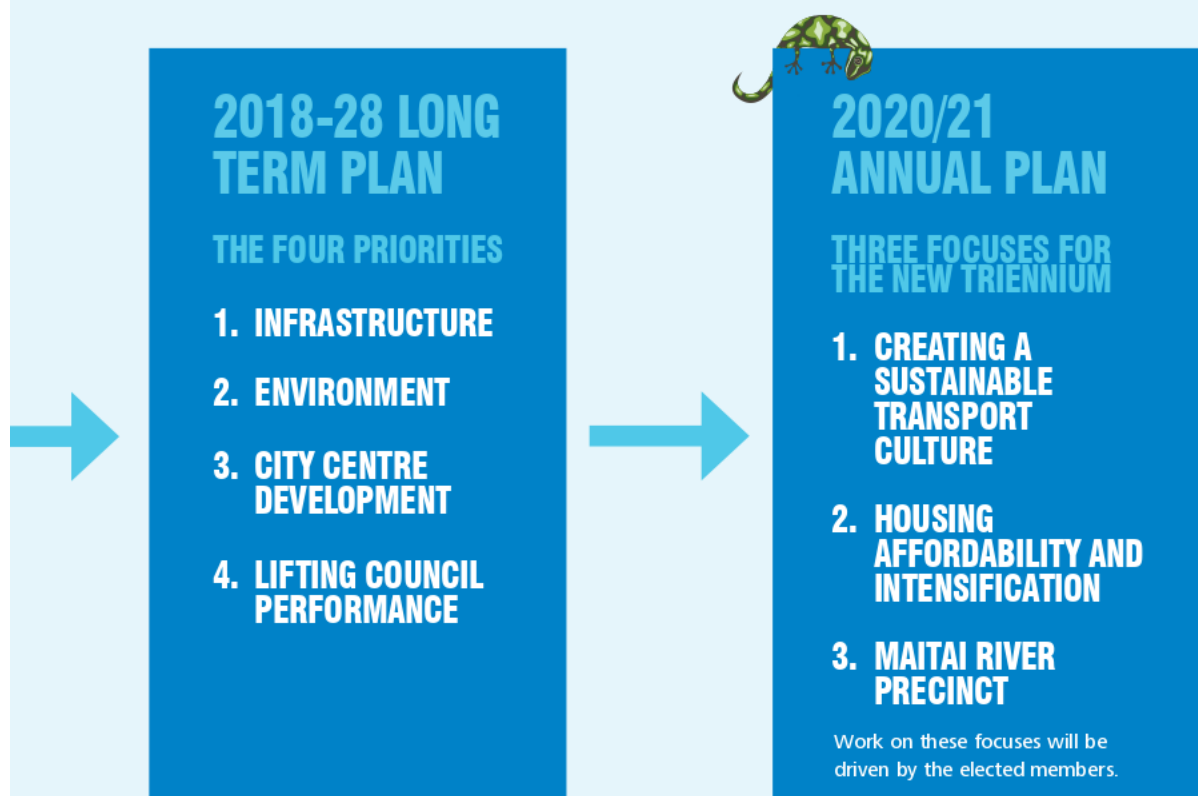 2018-28 LONG
TERM PLAN
THE FOUR PRIORITIES
1. INFRASTRUCTURE
2. ENVIRONMENT
3. CITY CENTRE
DEVELOPMENT
4. LIFTING COUNCIL
PERFORMANCE
2020/21
ANNUAL PLAN
THREE FOCUSES FOR
THE NEW TRIENNIUM
1. CREATING A
SUSTAINABLE
TRANSPORT
CULTURE
2. HOUSING
AFFORDABILITY AND
INTENSIFICATION
3. MAITAI RIVER
PRECINCT
Work on these focuses will be
driven by the elected members.